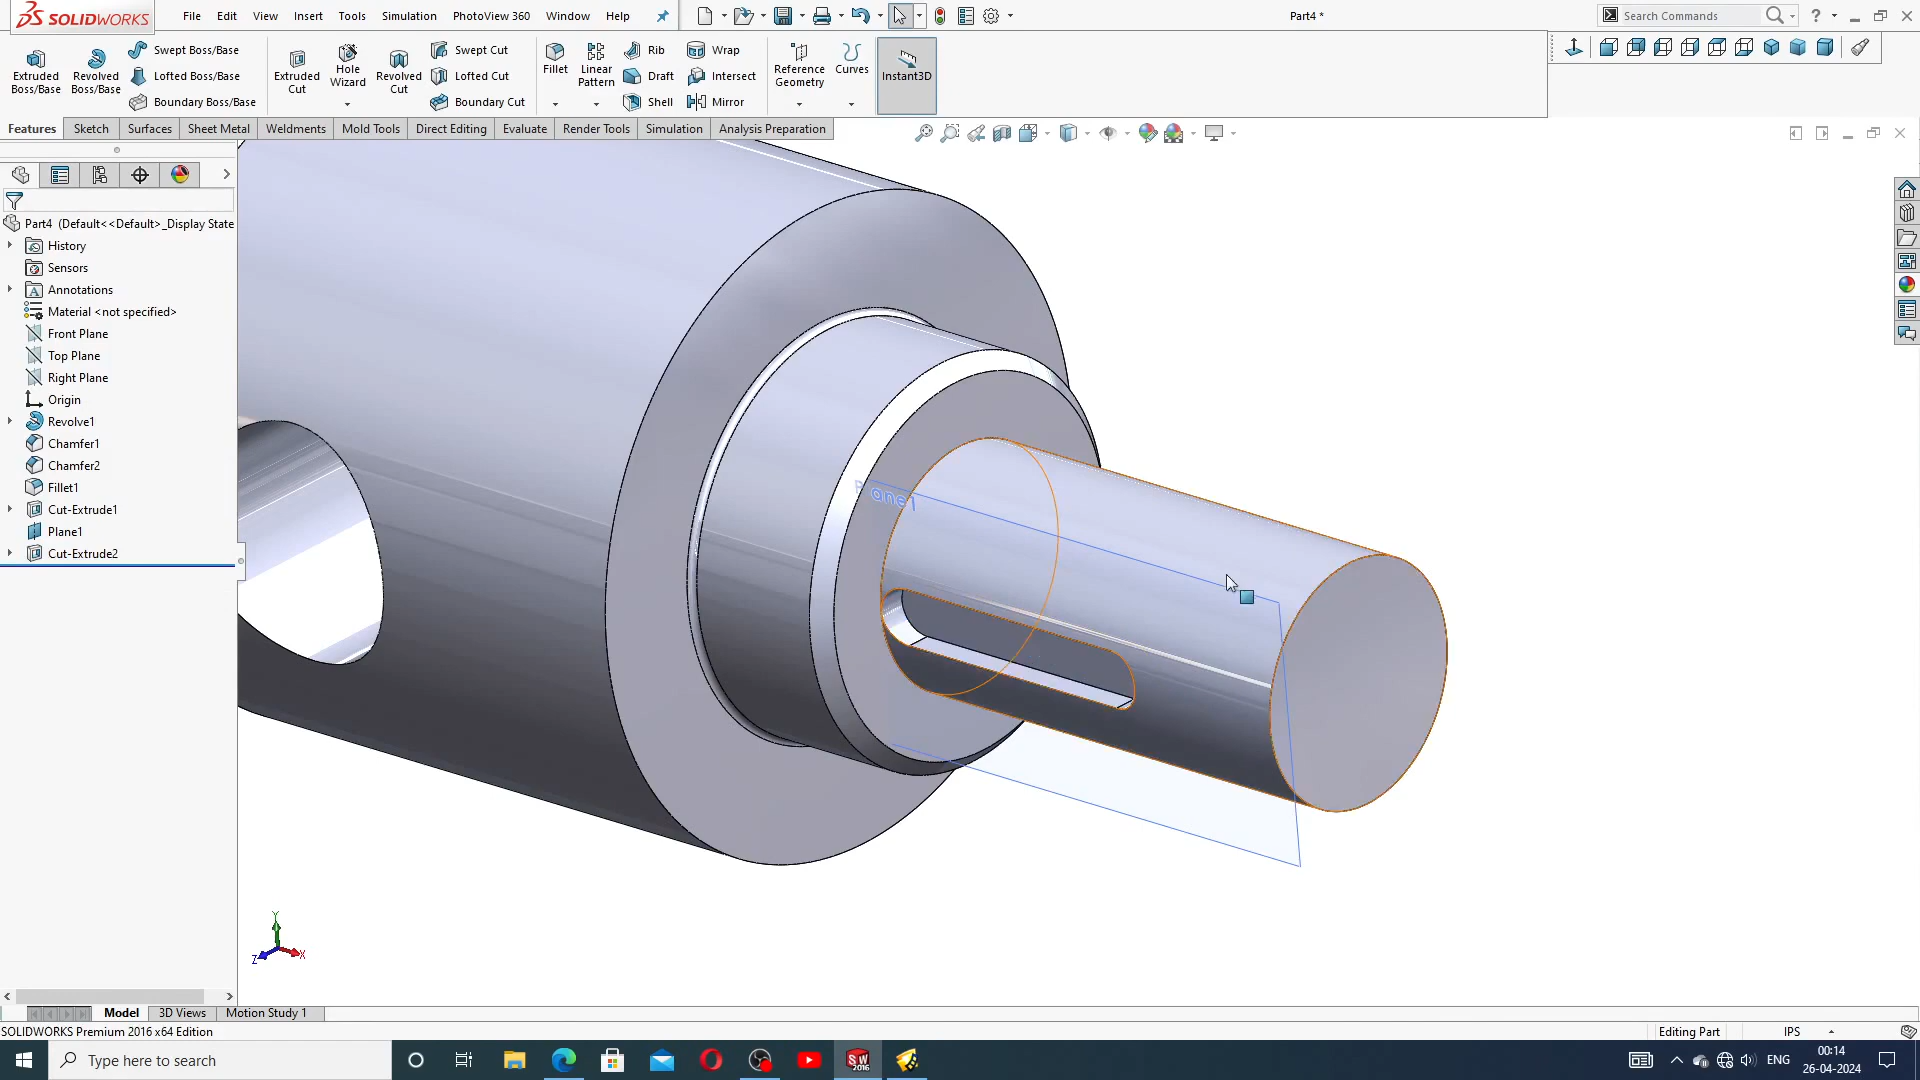 SOLIDWORKS File Edit View Insert Tools Simulation PhotoView 360 Window Help Part4 * Search Commands ?
Extruded Boss/Base
Revolved Boss/Base
Swept Boss/Base
Lofted Boss/Base
Boundary Boss/Base
Extruded Cut
Hole Wizard
Revolved Cut
Swept Cut
Lofted Cut
Boundary Cut
Fillet
Linear Pattern
Rib
Draft
Shell
Wrap
Intersect
Mirror
Reference Geometry
Curves
Instant3D
Features Sketch Surfaces Sheet Metal Weldments Mold Tools Direct Editing Evaluate Render Tools Simulation Analysis Preparation
Part4 (Default<<Default>_Display State
History
Sensors
Annotations
Material <not specified>
Front Plane
Top Plane
Right Plane
Origin
Revolve1
Chamfer1
Chamfer2
Fillet1
Cut-Extrude1
Plane1
Cut-Extrude2
Plane1
Y
X
Z
Model 3D Views Motion Study 1
SOLIDWORKS Premium 2016 x64 Edition Editing Part IPS
Type here to search
SW
2016
ENG
00:14
26-04-2024